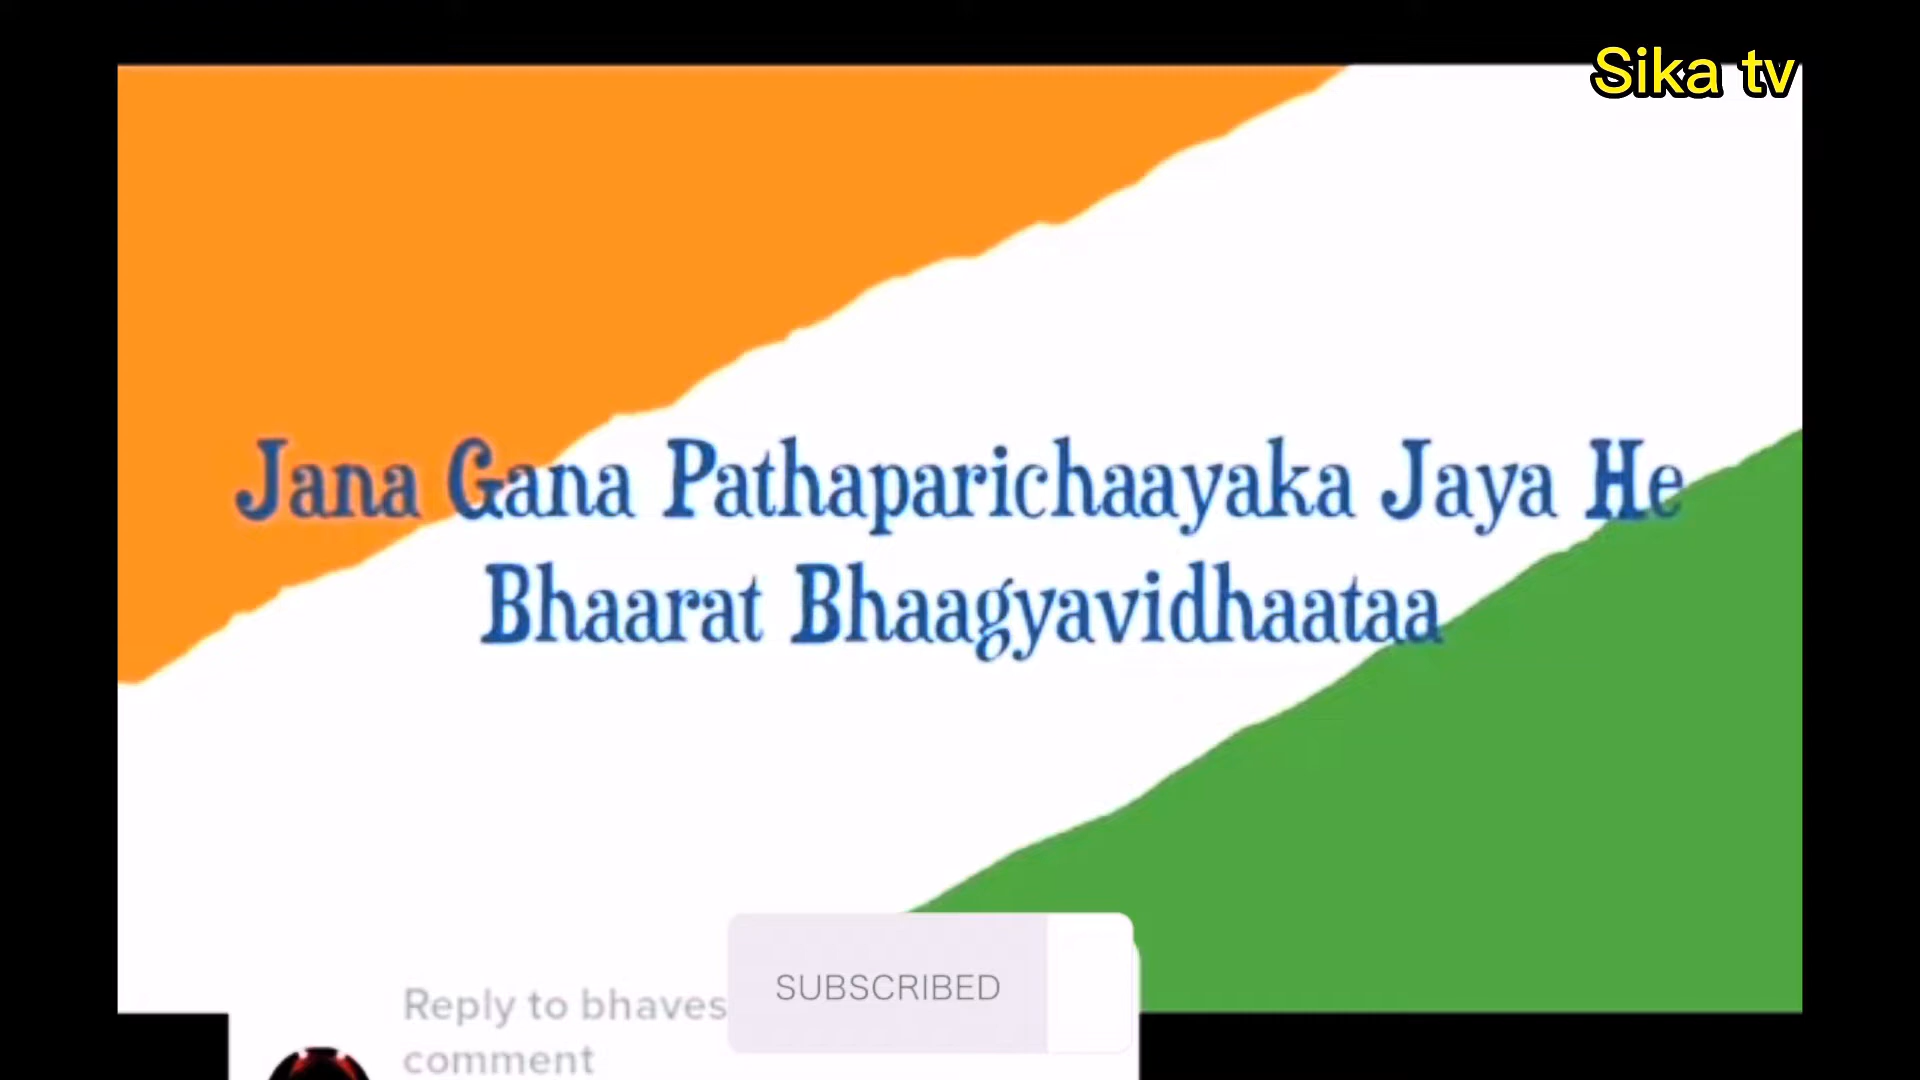 Sika tv
Jana Gana Pathaparichaayaka Jaya He
Bhaarat Bhaagyavidhaataa
SUBSCRIBED
Reply to bhaves
comment